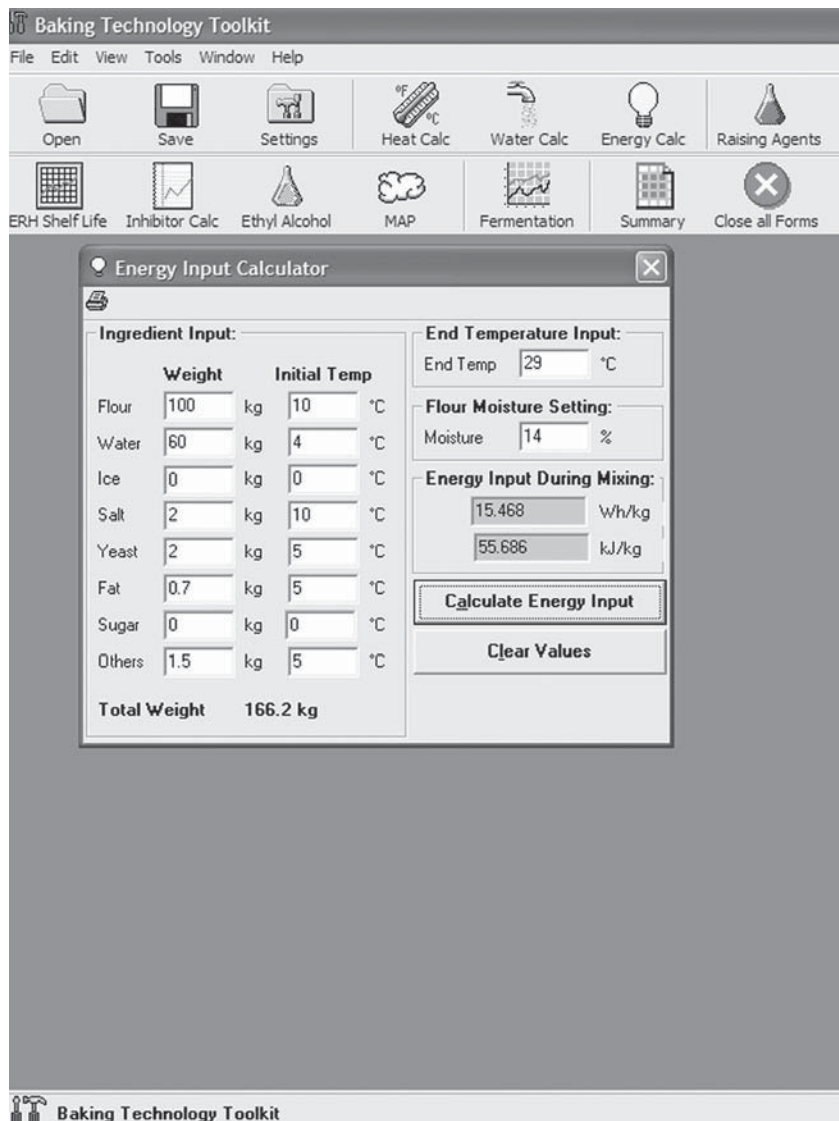 Baking Technology Toolkit
File Edit View Tools Window Help
Open Save Settings Heat Calc Water Calc Energy Calc Raising Agents
°F °C
ERH Shelf Life Inhibitor Calc Ethyl Alcohol MAP Fermentation Summary Close all Forms
Energy Input Calculator
Ingredient Input:
Weight Initial Temp
Flour 100 kg 10 °C
Water 60 kg 4 °C
Ice 0 kg 0 °C
Salt 2 kg 10 °C
Yeast 2 kg 5 °C
Fat 0.7 kg 5 °C
Sugar 0 kg 0 °C
Others 1.5 kg 5 °C
Total Weight 166.2 kg
End Temperature Input:
End Temp 29 °C
Flour Moisture Setting:
Moisture 14 %
Energy Input During Mixing:
15.468 Wh/kg
55.686 kJ/kg
Calculate Energy Input
Clear Values
Baking Technology Toolkit